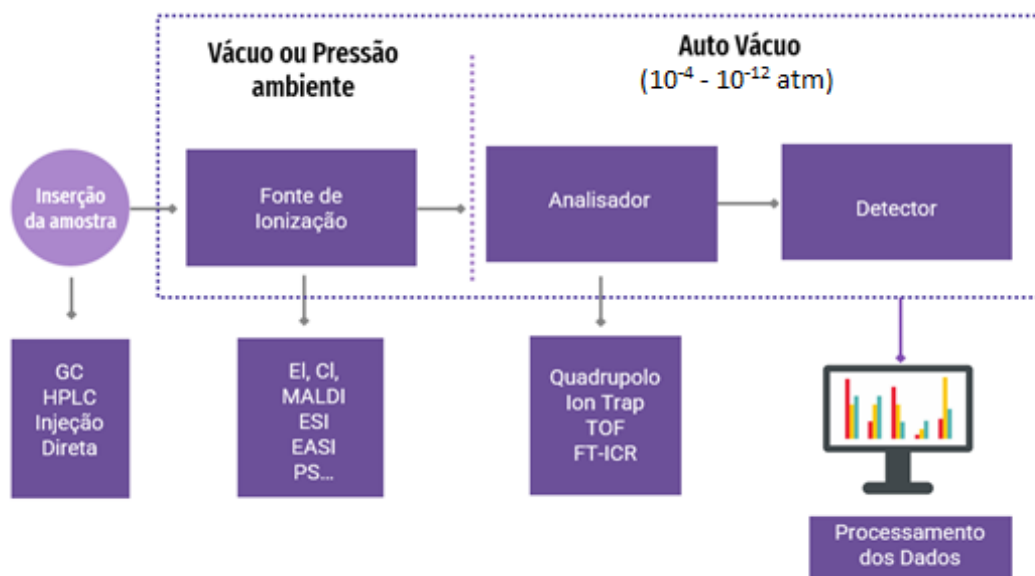 Vácuo ou Pressão
ambiente
Auto Vácuo
(10⁻⁴ - 10⁻¹² atm)
Inserção
da amostra
Fonte de
Ionização
Analisador
Detector
GC
HPLC
Injeção
Direta
EI, CI,
MALDI
ESI
EASI
PS...
Quadrupolo
Ion Trap
TOF
FT-ICR
Processamento
dos Dados